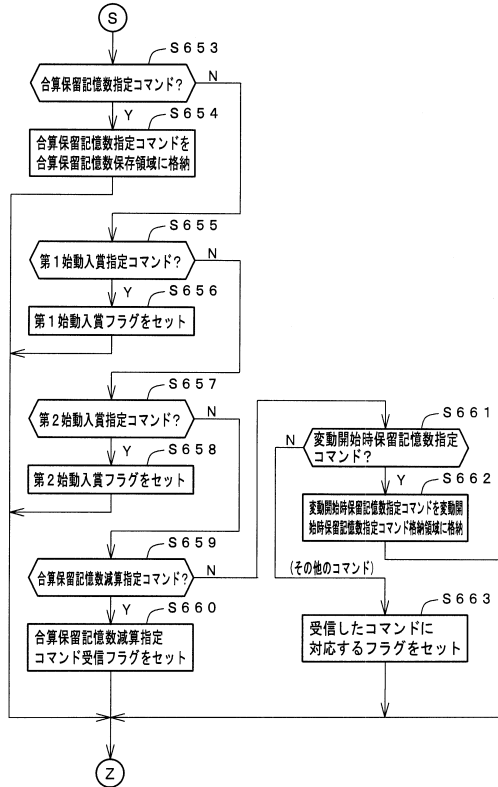 S
S653
合算保留記憶数指定コマンド?
N
Y
S654
合算保留記憶数指定コマンドを
合算保留記憶数保存領域に格納
S655
第1始動入賞指定コマンド?
N
Y
S656
第1始動入賞フラグをセット
S657
第2始動入賞指定コマンド?
N
Y
S658
第2始動入賞フラグをセット
S659
合算保留記憶数減算指定コマンド?
N
Y
S660
合算保留記憶数減算指定
コマンド受信フラグをセット
S661
変動開始時保留記憶数指定
コマンド?
N
Y
S662
変動開始時保留記憶数指定コマンドを変動開
始時保留記憶数指定コマンド格納領域に格納
(その他のコマンド)
S663
受信したコマンドに
対応するフラグをセット
Z